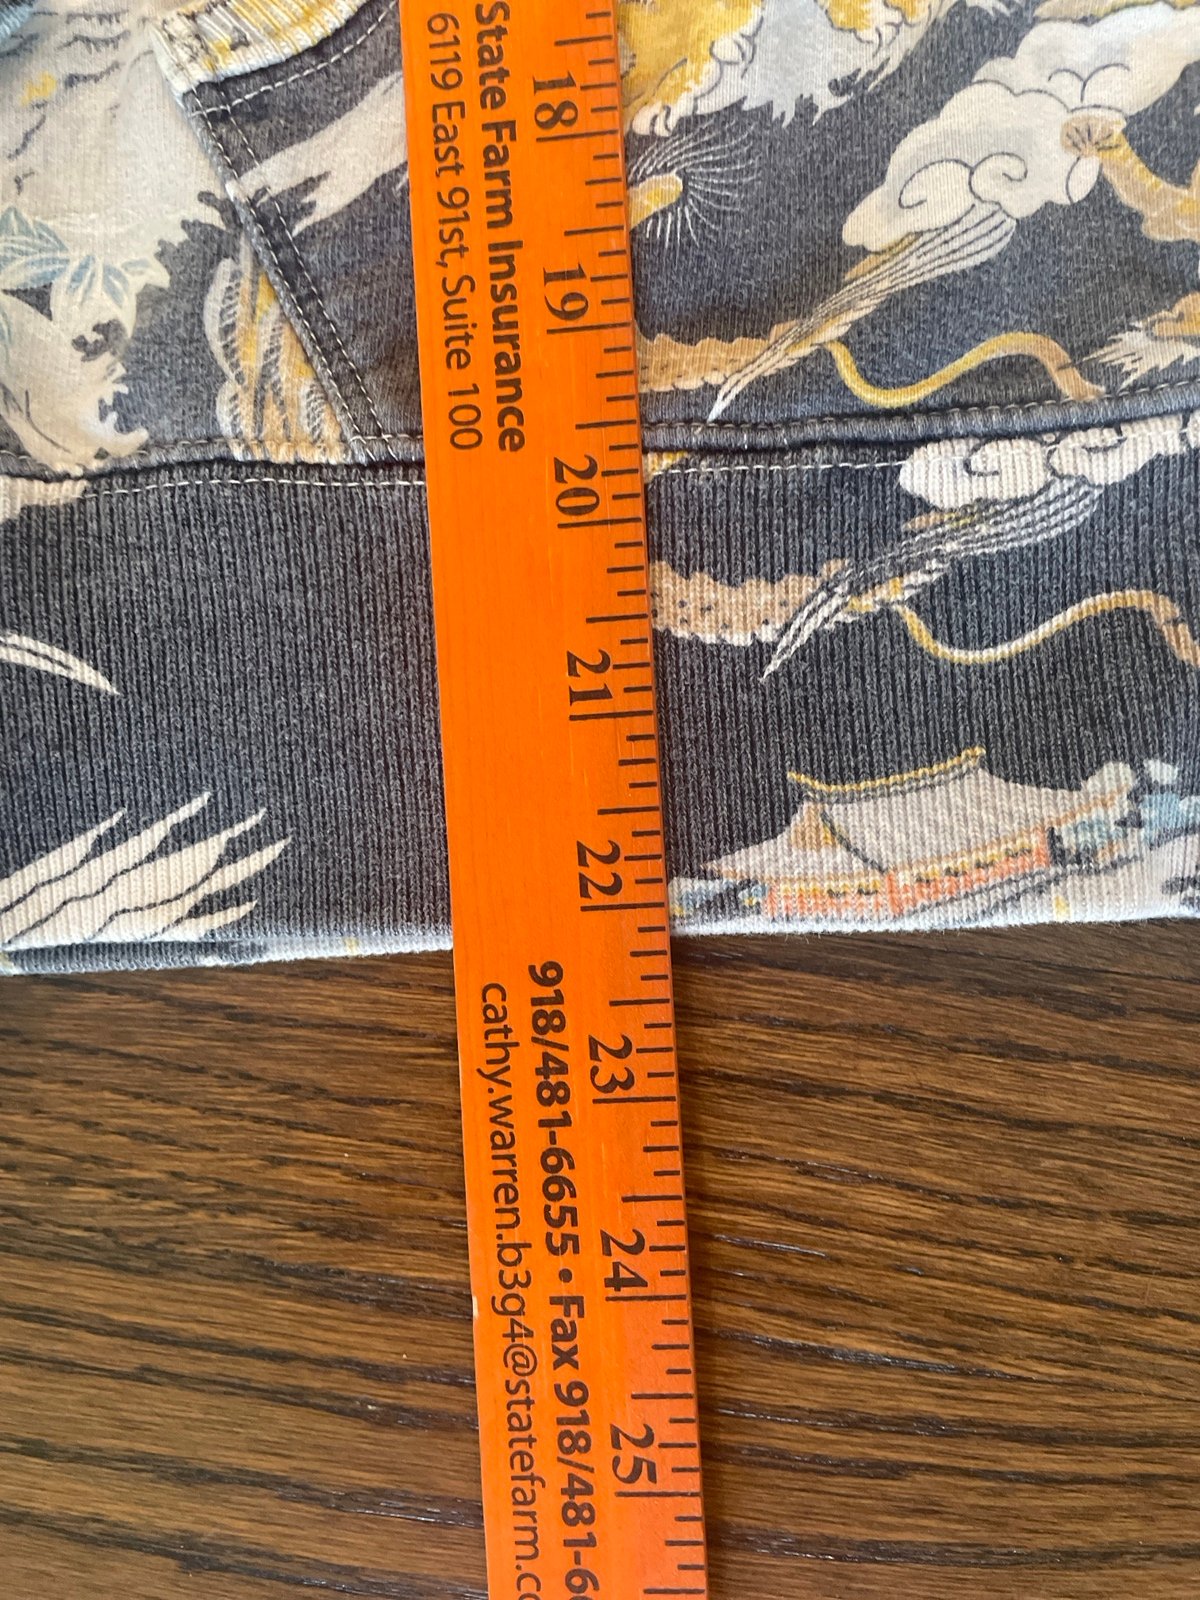 State Farm Insurance
6119 East 91st, Suite 100
918/481-6655 • Fax 918/481-6
cathy.warren.b3g4@statefarm.c
18
19
20
21
22
23
24
25